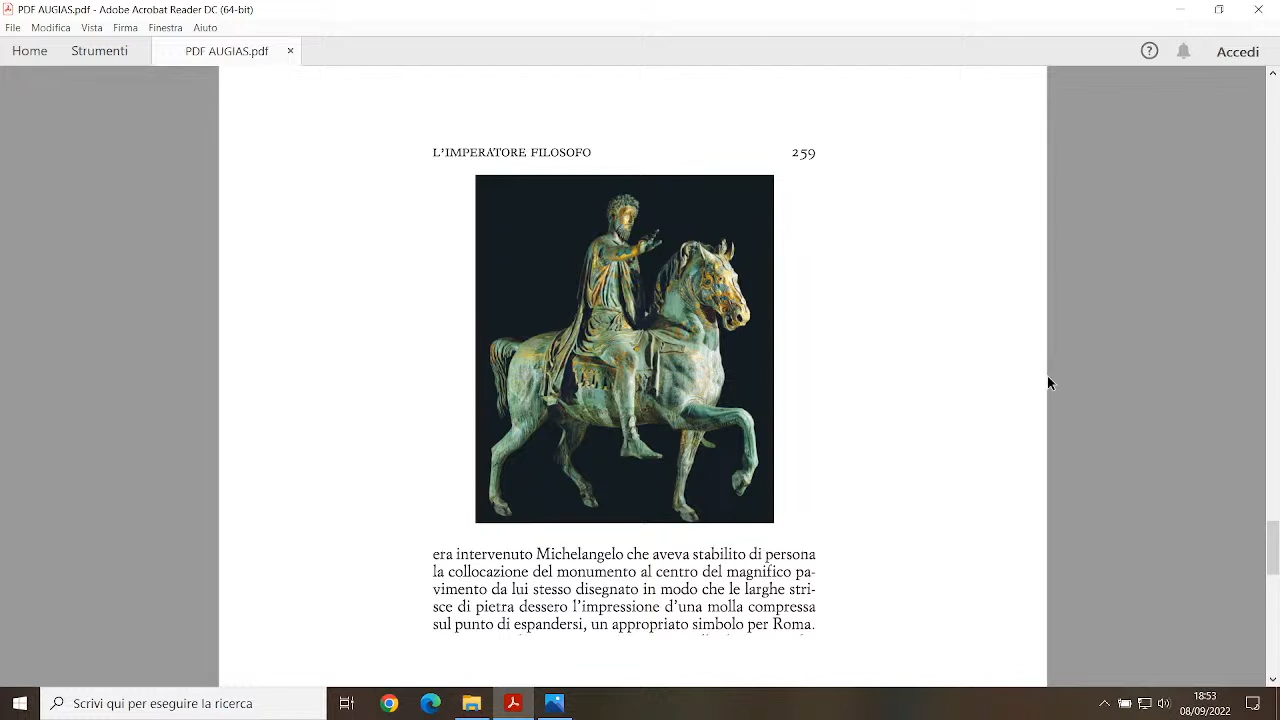 PDF AUGIAS.pdf - Adobe Acrobat Reader DC (64-bit)
File Modifica Vista Firma Finestra Aiuto
Home Strumenti PDF AUGIAS.pdf × Accedi
L'IMPERATORE FILOSOFO 259
era intervenuto Michelangelo che aveva stabilito di persona
la collocazione del monumento al centro del magnifico pa-
vimento da lui stesso disegnato in modo che le larghe stri-
sce di pietra dessero l'impressione d'una molla compressa
sul punto di espandersi, un appropriato simbolo per Roma.
Scrivi qui per eseguire la ricerca
18:53
08/09/2022